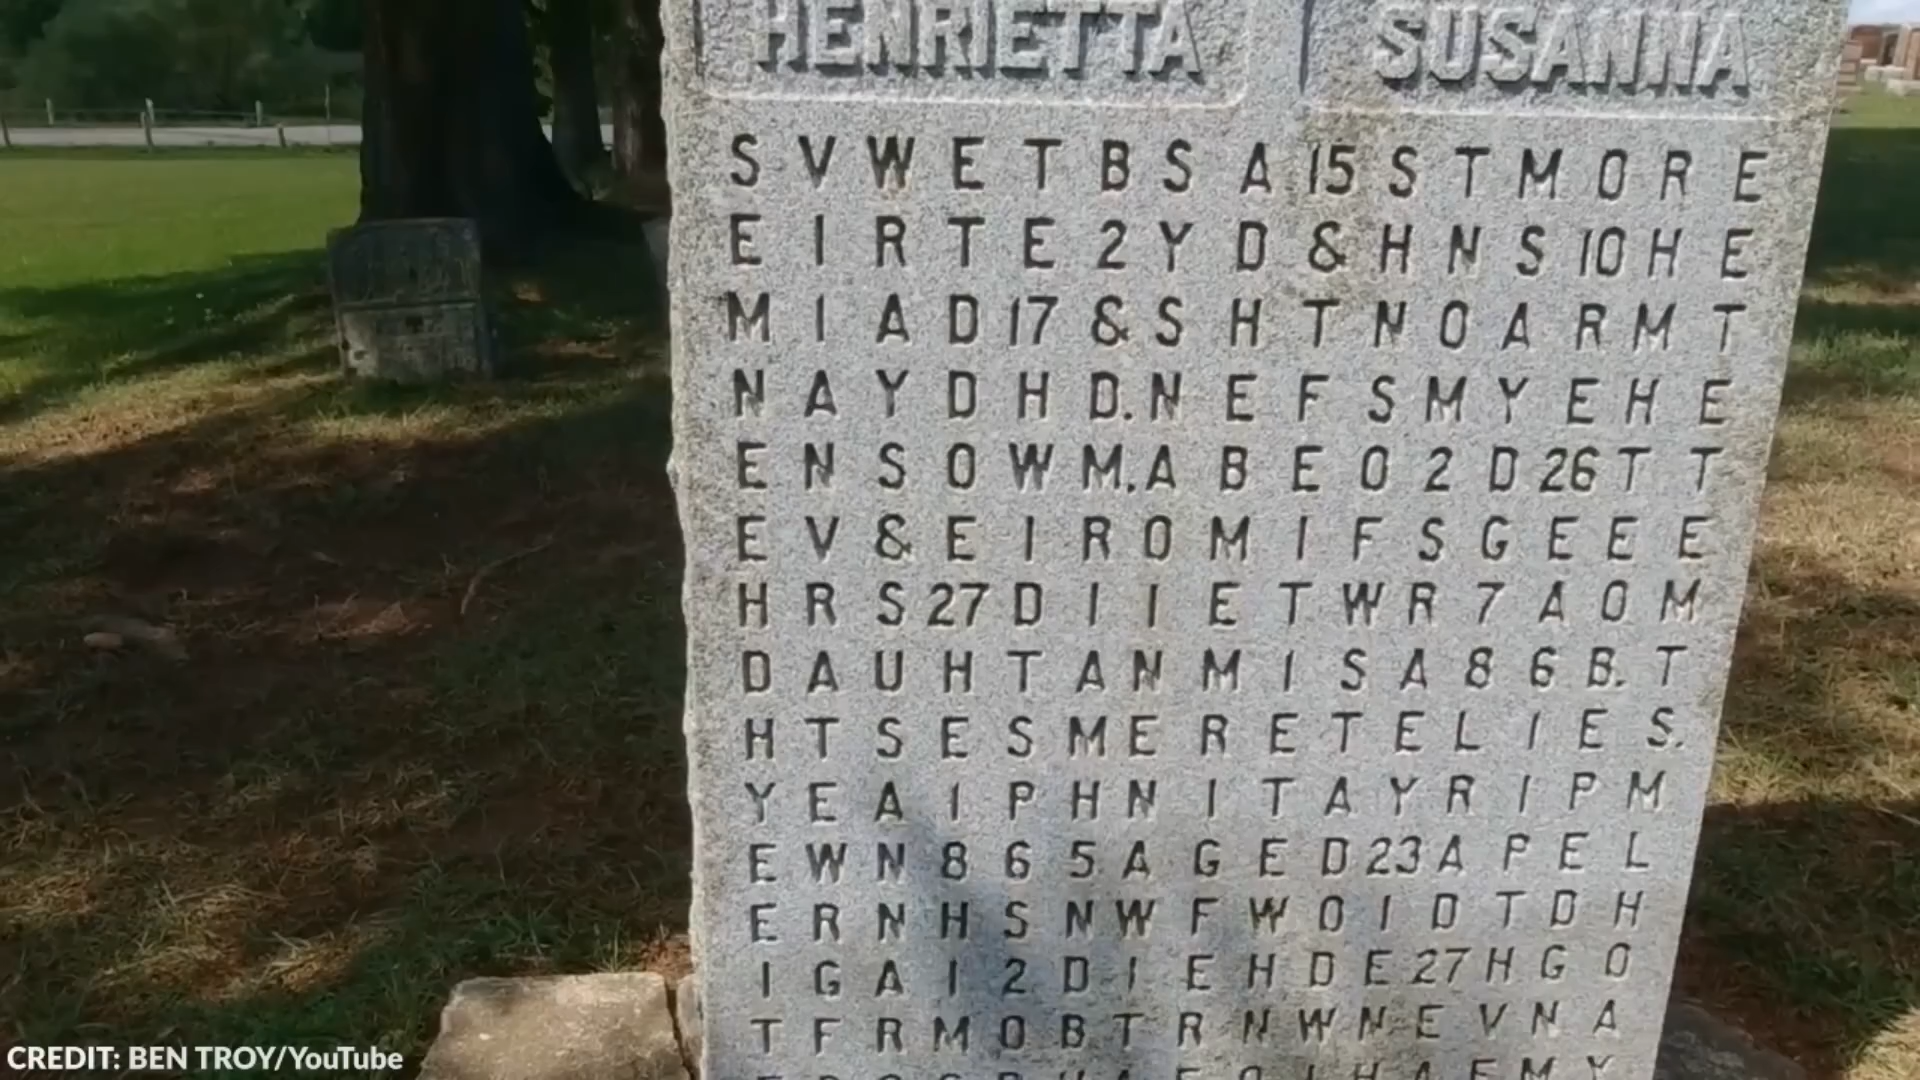 HENRIETTA SUSANNA
S V W E T B S A 15 S T M O R E
E I R T E 2 Y D & H N S 10 H E
M I A D 17 & S H T N O A R M T
N A Y D H D. N E F S M Y E H E
E N S O W M. A B E O 2 D 26 T T
E V & E I R O M I F S G E E E
H R S 27 D I I E T W R 7 A O M
D A U H T A N M I S A 8 6 B. T
H T S E S M E R E T E L I E S.
Y E A I P H N I T A Y R I P M
E W N 8 6 5 A G E D 23 A P E L
E R N H S N W F W O I D T D H
I G A I 2 D I E H D E 27 H G O
T F R M O B T R N W N E V N A
CREDIT: BEN TROY/YouTube